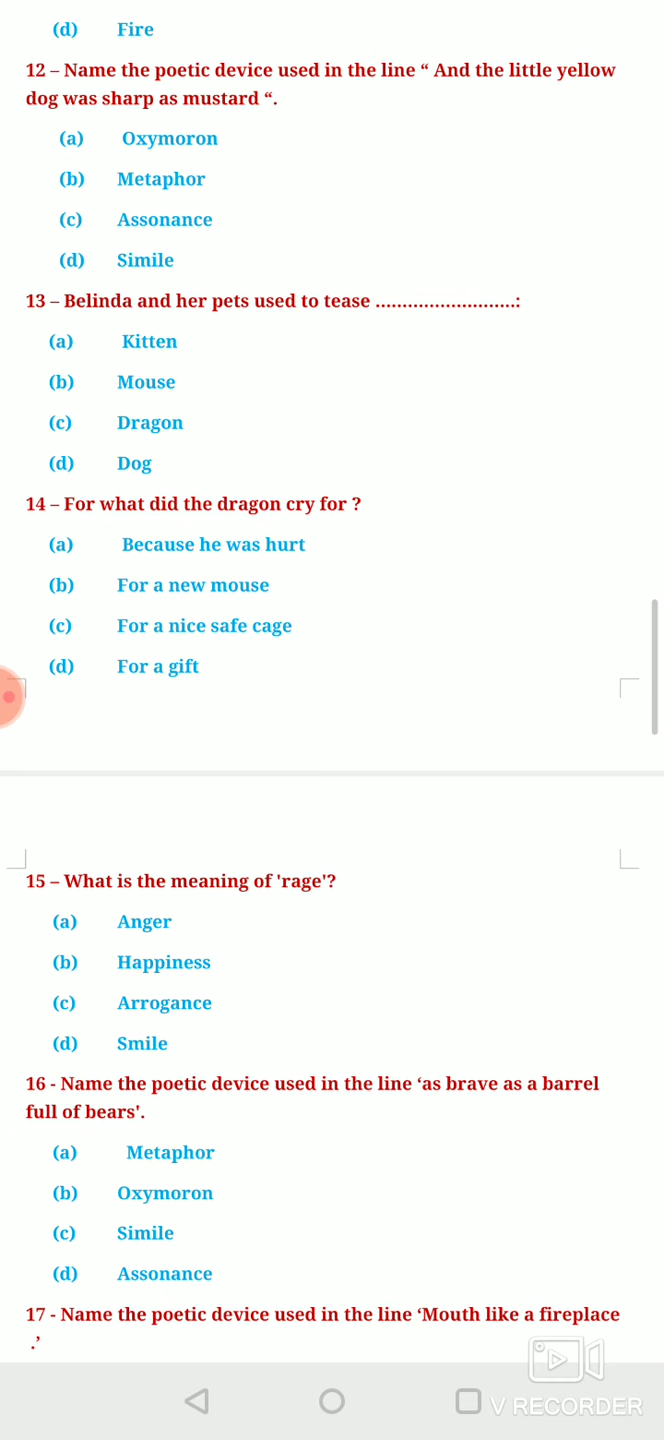 (d) Fire
12 – Name the poetic device used in the line “ And the little yellow
dog was sharp as mustard “.
(a) Oxymoron
(b) Metaphor
(c) Assonance
(d) Simile
13 – Belinda and her pets used to tease ...........................:
(a) Kitten
(b) Mouse
(c) Dragon
(d) Dog
14 – For what did the dragon cry for ?
(a) Because he was hurt
(b) For a new mouse
(c) For a nice safe cage
(d) For a gift
15 – What is the meaning of 'rage'?
(a) Anger
(b) Happiness
(c) Arrogance
(d) Smile
16 - Name the poetic device used in the line ‘as brave as a barrel
full of bears'.
(a) Metaphor
(b) Oxymoron
(c) Simile
(d) Assonance
17 - Name the poetic device used in the line ‘Mouth like a fireplace
.’
V RECORDER